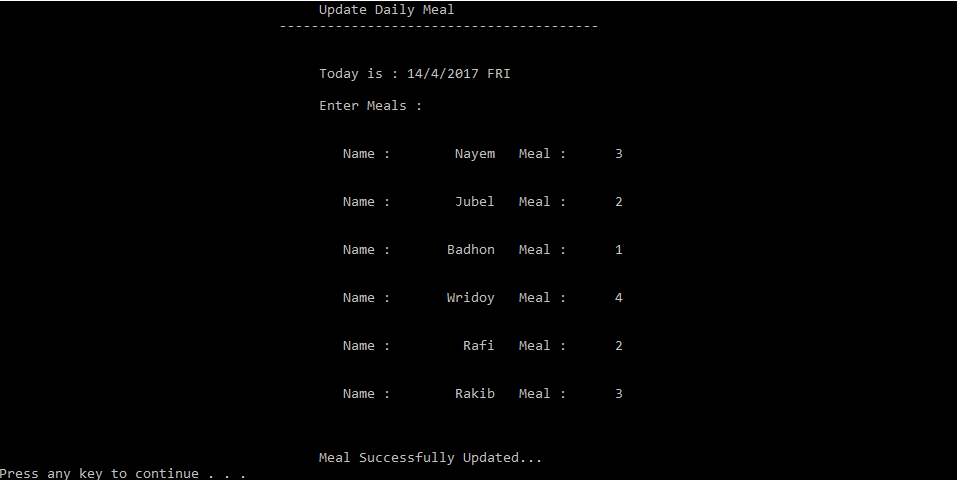 Update Daily Meal
----------------------------------------
Today is : 14/4/2017 FRI
Enter Meals :
Name : Nayem Meal : 3
Name : Jubel Meal : 2
Name : Badhon Meal : 1
Name : Wridoy Meal : 4
Name : Rafi Meal : 2
Name : Rakib Meal : 3
Meal Successfully Updated...
Press any key to continue . . .